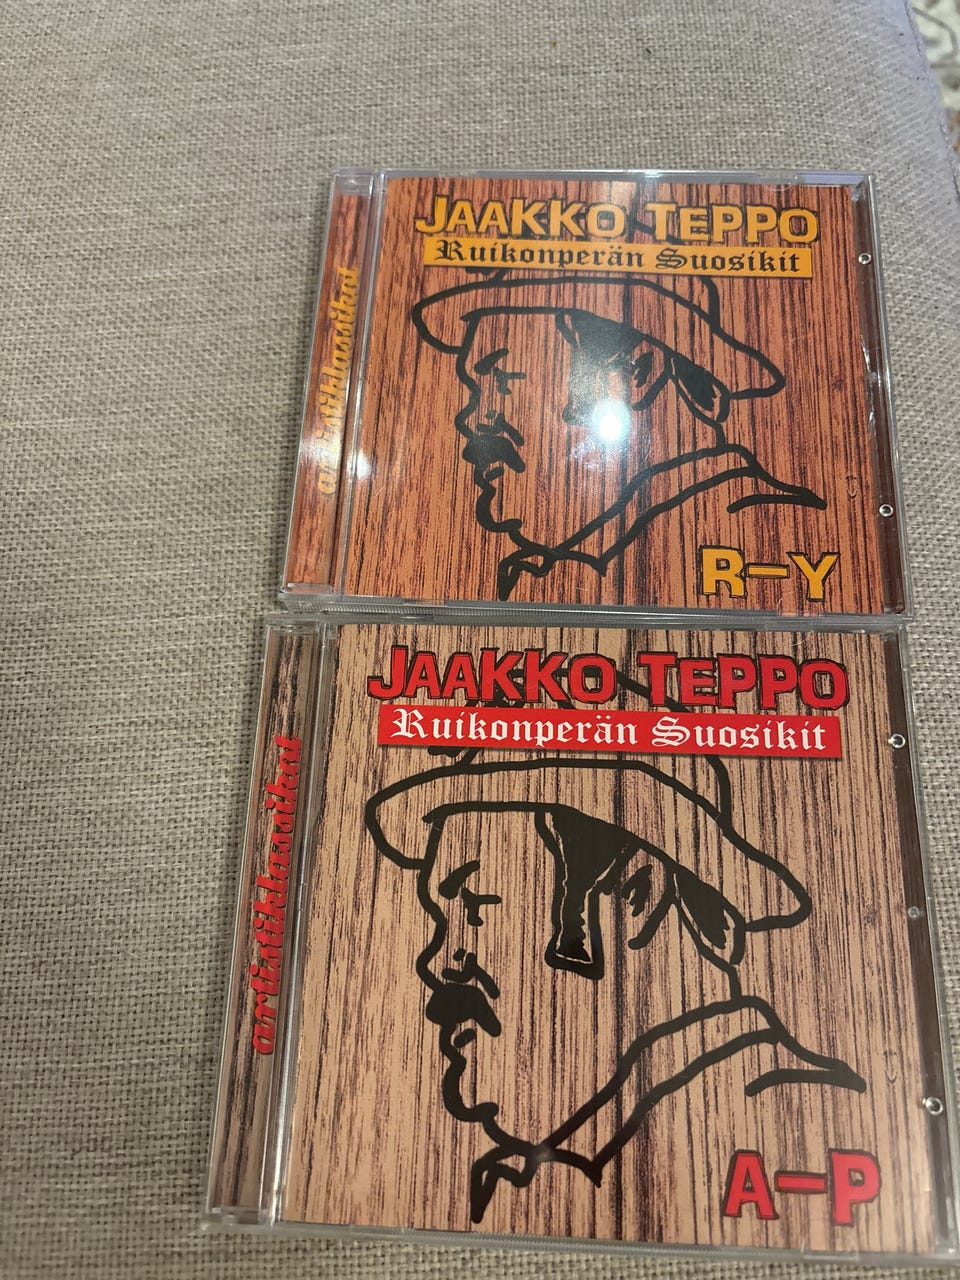 JAAKKO TEPPO
Ruikonperän Suosikit
artistiklassikot
R-Y
JAAKKO TEPPO
Ruikonperän Suosikit
artistiklassikot
A-P